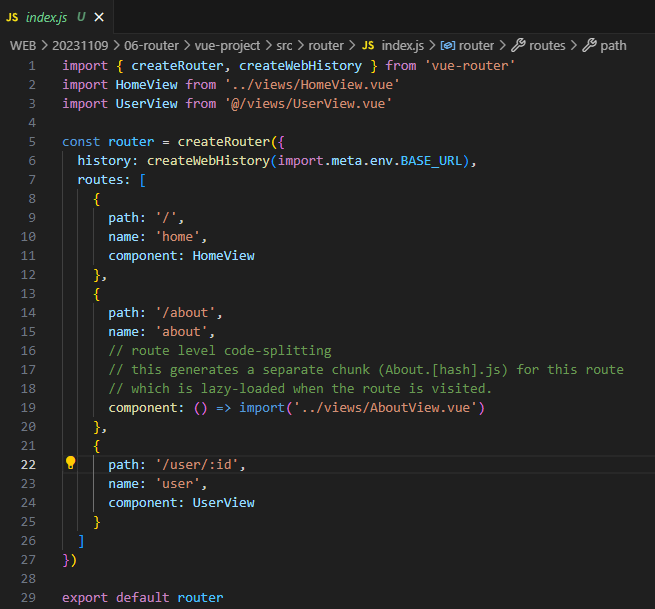 JS index.js U ×
WEB > 20231109 > 06-router > vue-project > src > router > JS index.js > router > routes > path
1 import { createRouter, createWebHistory } from 'vue-router'
2 import HomeView from '../views/HomeView.vue'
3 import UserView from '@/views/UserView.vue'
4
5 const router = createRouter({
6   history: createWebHistory(import.meta.env.BASE_URL),
7   routes: [
8     {
9       path: '/',
10       name: 'home',
11       component: HomeView
12     },
13     {
14       path: '/about',
15       name: 'about',
16       // route level code-splitting
17       // this generates a separate chunk (About.[hash].js) for this route
18       // which is lazy-loaded when the route is visited.
19       component: () => import('../views/AboutView.vue')
20     },
21     {
22       path: '/user/:id',
23       name: 'user',
24       component: UserView
25     }
26   ]
27 })
28
29 export default router